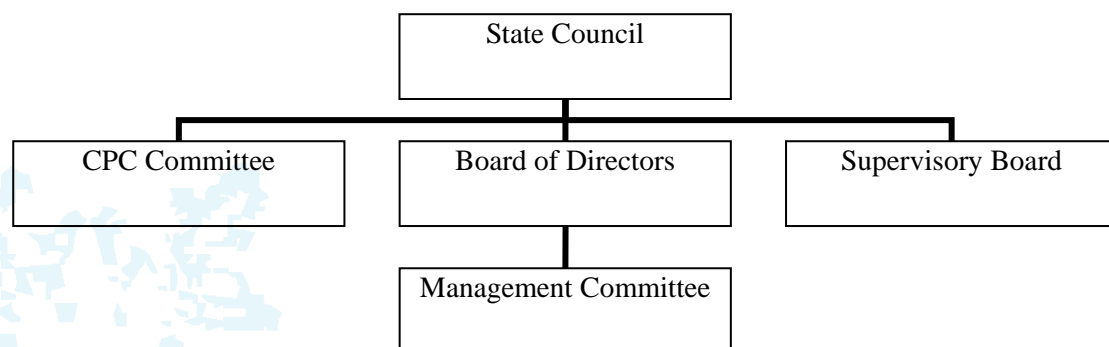 State Council
CPC Committee
Board of Directors
Supervisory Board
Management Committee